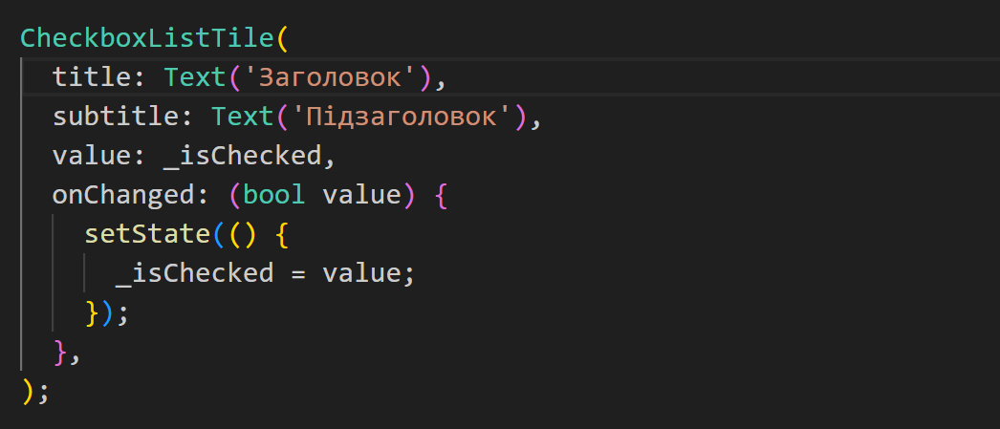 CheckboxListTile(
  title: Text('Заголовок'),
  subtitle: Text('Підзаголовок'),
  value: _isChecked,
  onChanged: (bool value) {
    setState(() {
      _isChecked = value;
    });
  },
);